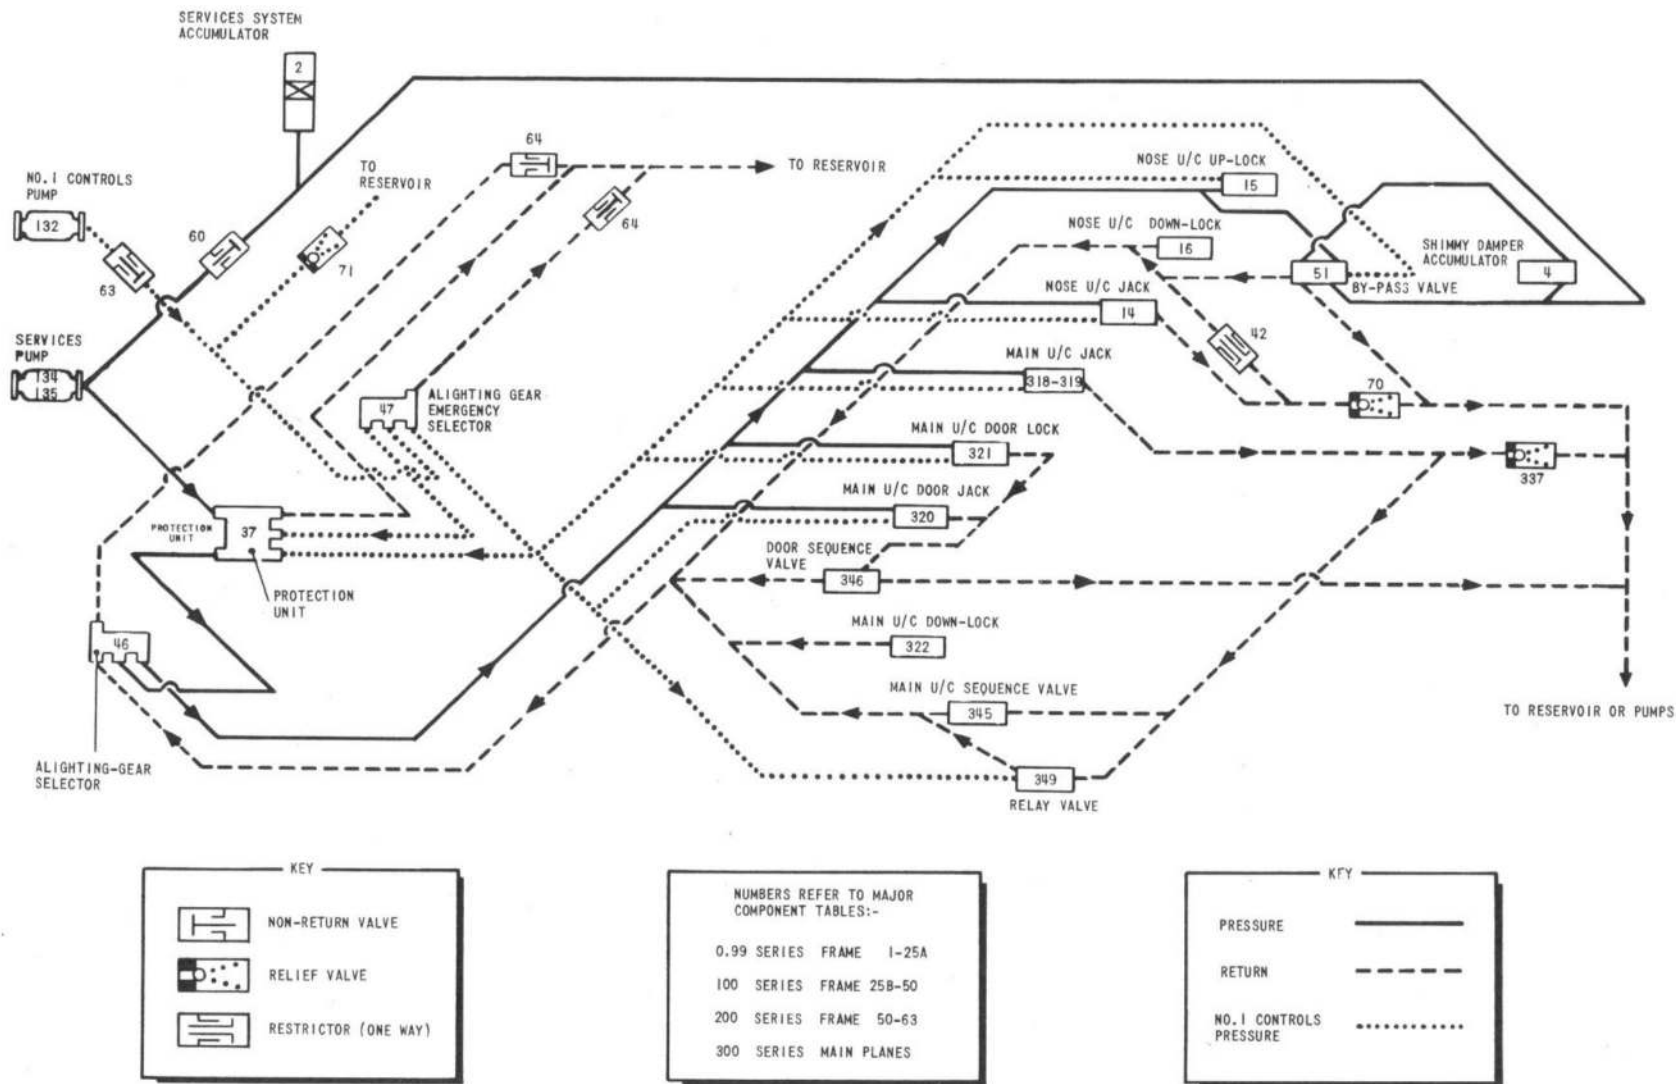 SERVICES SYSTEM
ACCUMULATOR
2
64
TO RESERVOIR
TO
RESERVOIR
NO.I CONTROLS
PUMP
132
63
60
71
64
SERVICES
PUMP
134
135
47
ALIGHTING GEAR
EMERGENCY
SELECTOR
PROTECTION
UNIT
37
PROTECTION
UNIT
46
ALIGHTING-GEAR
SELECTOR
NOSE U/C UP-LOCK
15
NOSE U/C DOWN-LOCK
16
51
BY-PASS VALVE
SHIMMY DAMPER
ACCUMULATOR
4
NOSE U/C JACK
14
42
MAIN U/C JACK
318-319
70
MAIN U/C DOOR LOCK
321
337
MAIN U/C DOOR JACK
320
DOOR SEQUENCE
VALVE
346
MAIN U/C DOWN-LOCK
322
MAIN U/C SEQUENCE VALVE
345
349
RELAY VALVE
TO RESERVOIR OR PUMPS
KEY
NON-RETURN VALVE
RELIEF VALVE
RESTRICTOR (ONE WAY)
NUMBERS REFER TO MAJOR
COMPONENT TABLES:-
0.99 SERIES FRAME 1-25A
100 SERIES FRAME 25B-50
200 SERIES FRAME 50-63
300 SERIES MAIN PLANES
KEY
PRESSURE
RETURN
NO.I CONTROLS
PRESSURE